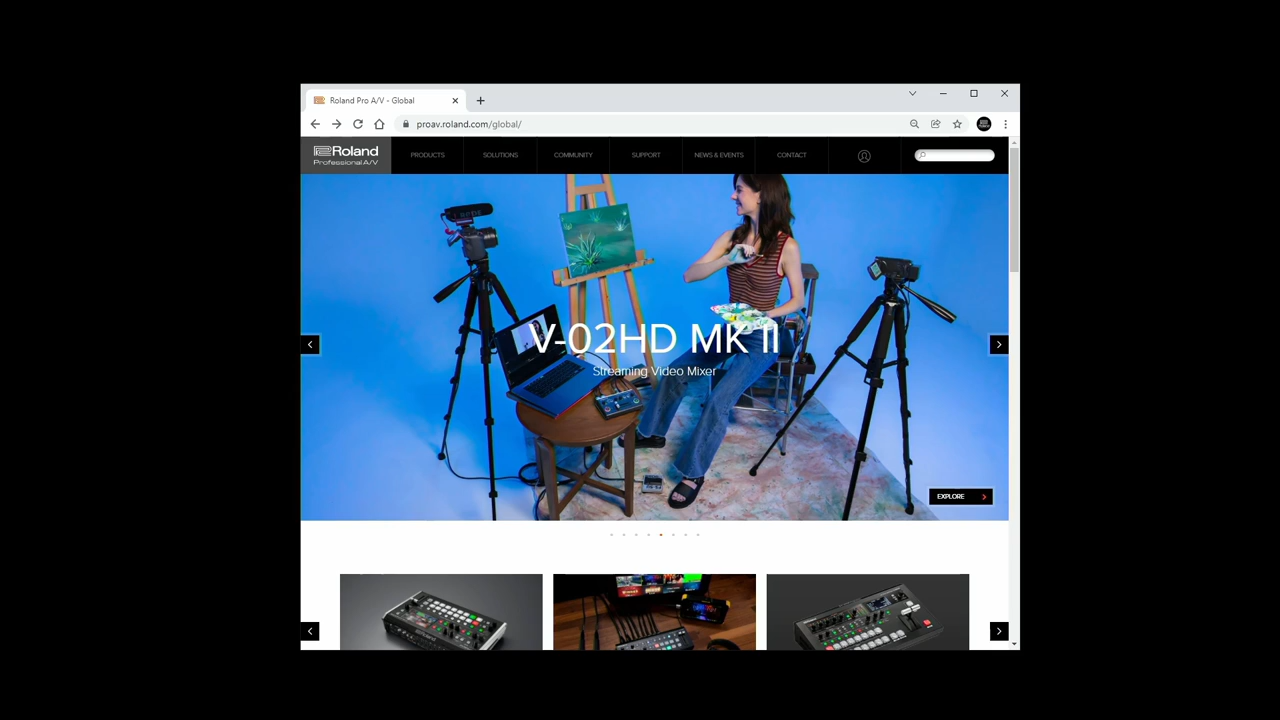 Roland Pro A/V - Global
proav.roland.com/global/
Roland
Professional A/V
PRODUCTS
SOLUTIONS
COMMUNITY
SUPPORT
NEWS & EVENTS
CONTACT
V-02HD MK II
Streaming Video Mixer
EXPLORE
Roland